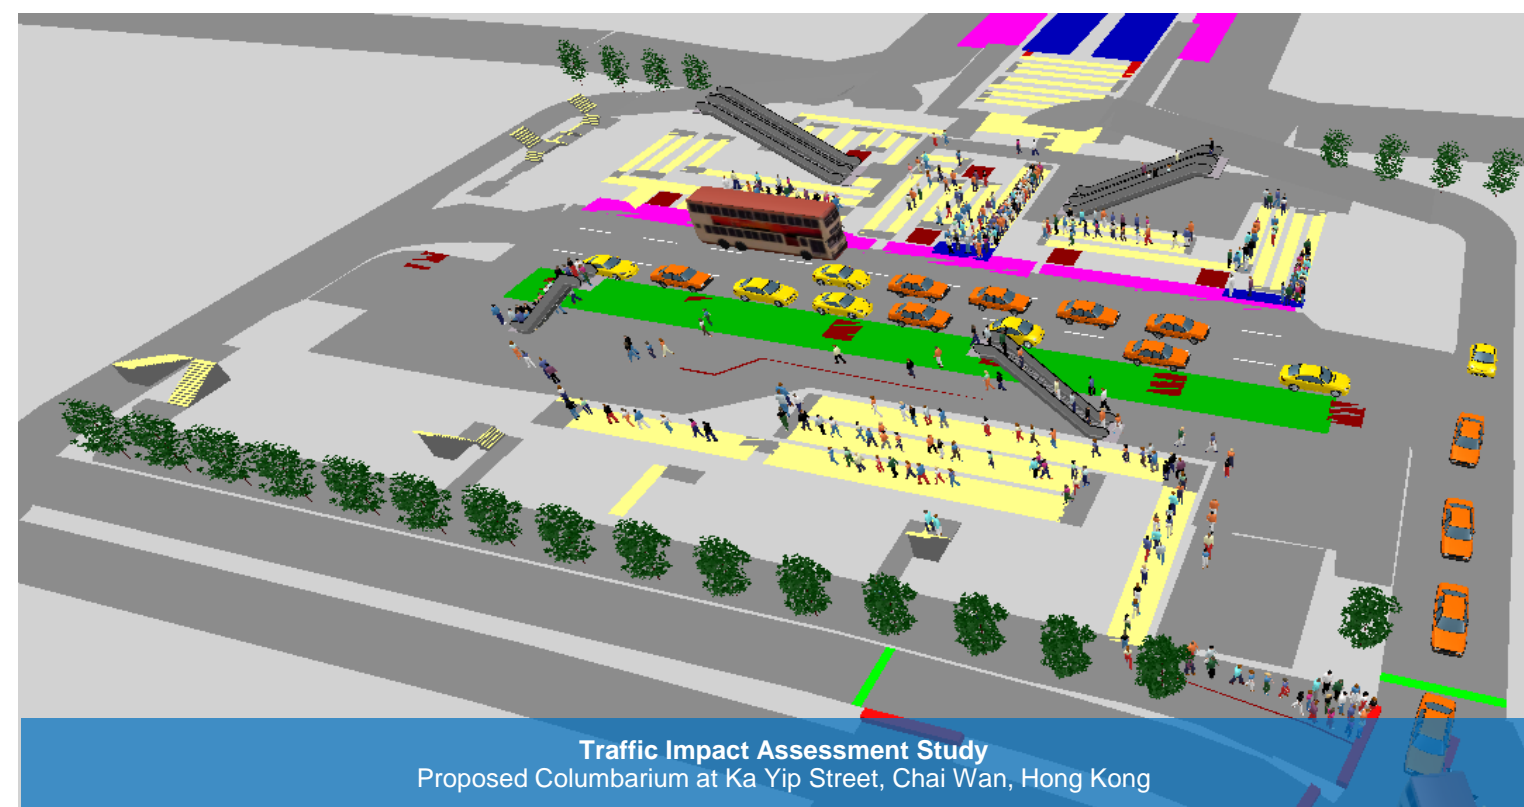 Traffic Impact Assessment Study
Proposed Columbarium at Ka Yip Street, Chai Wan, Hong Kong